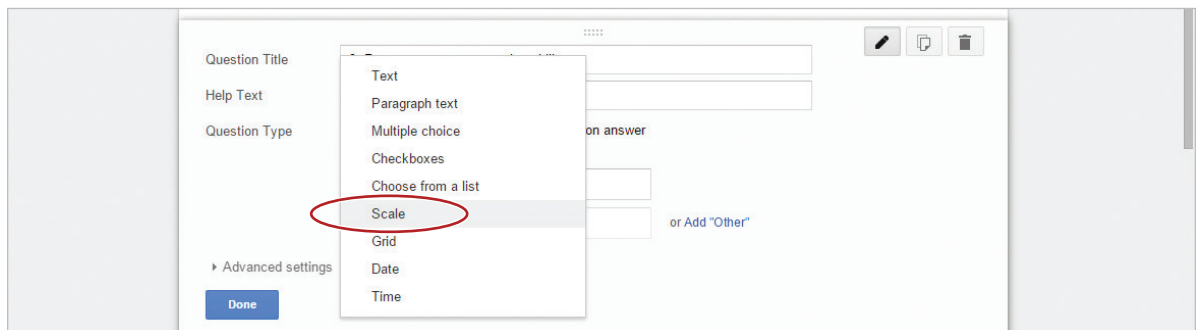 Question Title
Text
Help Text
Paragraph text
Question Type
Multiple choice
on answer
Checkboxes
Choose from a list
Scale
or Add "Other"
Grid
Advanced settings
Date
Done
Time